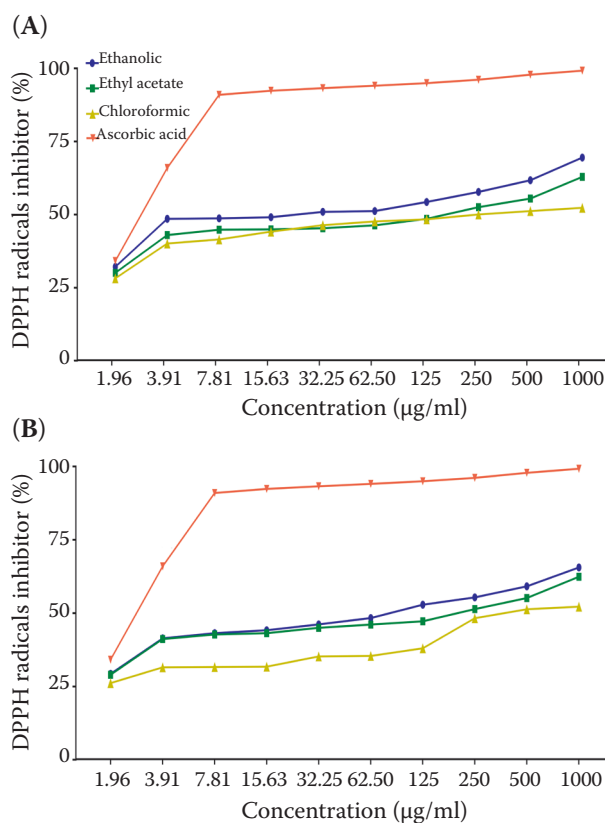 (A)
Ethanolic
Ethyl acetate
Chloroformic
Ascorbic acid
DPPH radicals inhibitor (%)
100
75
50
25
0
1.96 3.91 7.81 15.63 32.25 62.50 125 250 500 1000
Concentration (µg/ml)
(B)
DPPH radicals inhibitor (%)
100
75
50
25
0
1.96 3.91 7.81 15.63 32.25 62.50 125 250 500 1000
Concentration (µg/ml)